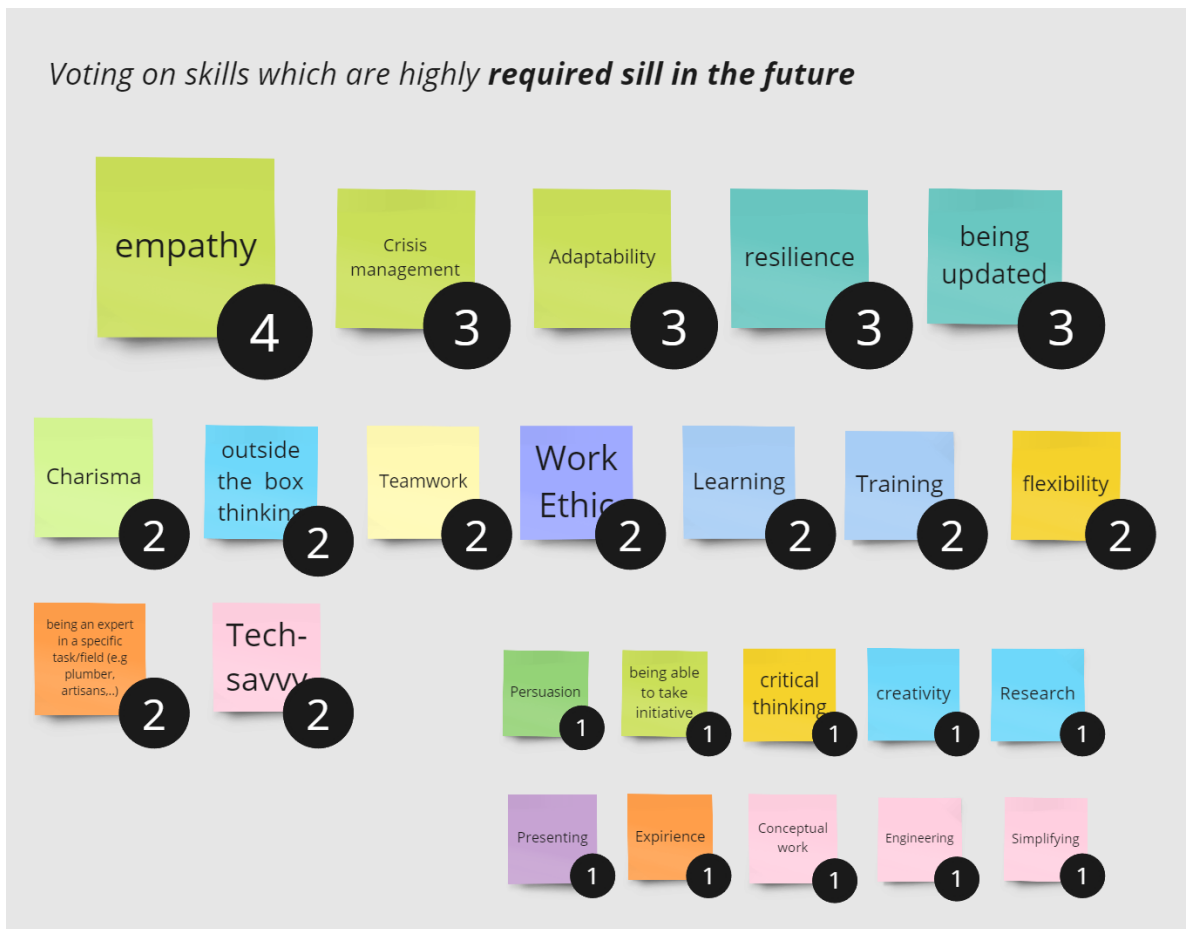 Voting on skills which are highly required sill in the future
empathy
4
Crisis
management
3
Adaptability
3
resilience
3
being
updated
3
Charisma
2
outside
the box
thinking
2
Teamwork
2
Work
Ethic
2
Learning
2
Training
2
flexibility
2
being an expert
in a specific
task/field (e.g
plumber,
artisans,..)
2
Tech-
savvy
2
Persuasion
1
being able
to take
initiative
1
critical
thinking
1
creativity
1
Research
1
Presenting
1
Expirience
1
Conceptual
work
1
Engineering
1
Simplifying
1